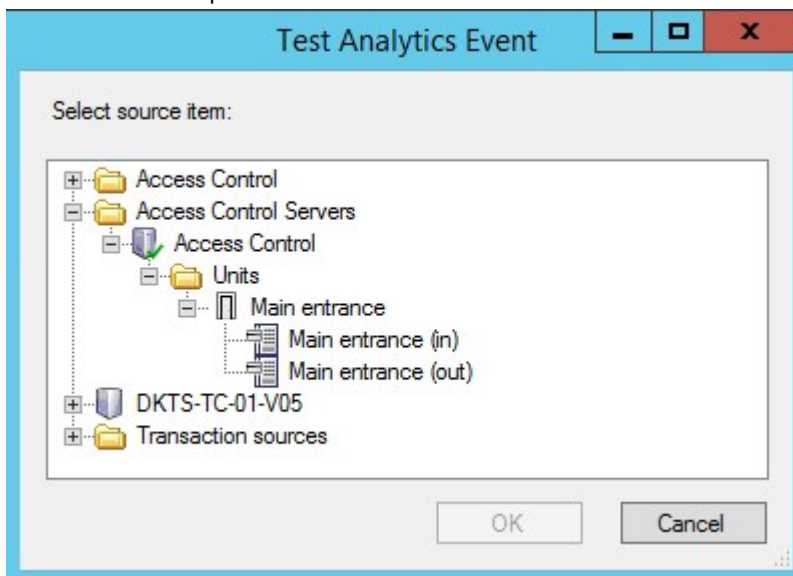 Test Analytics Event
Select source item:
Access Control
Access Control Servers
Access Control
Units
Main entrance
Main entrance (in)
Main entrance (out)
DKTS-TC-01-V05
Transaction sources
OK Cancel